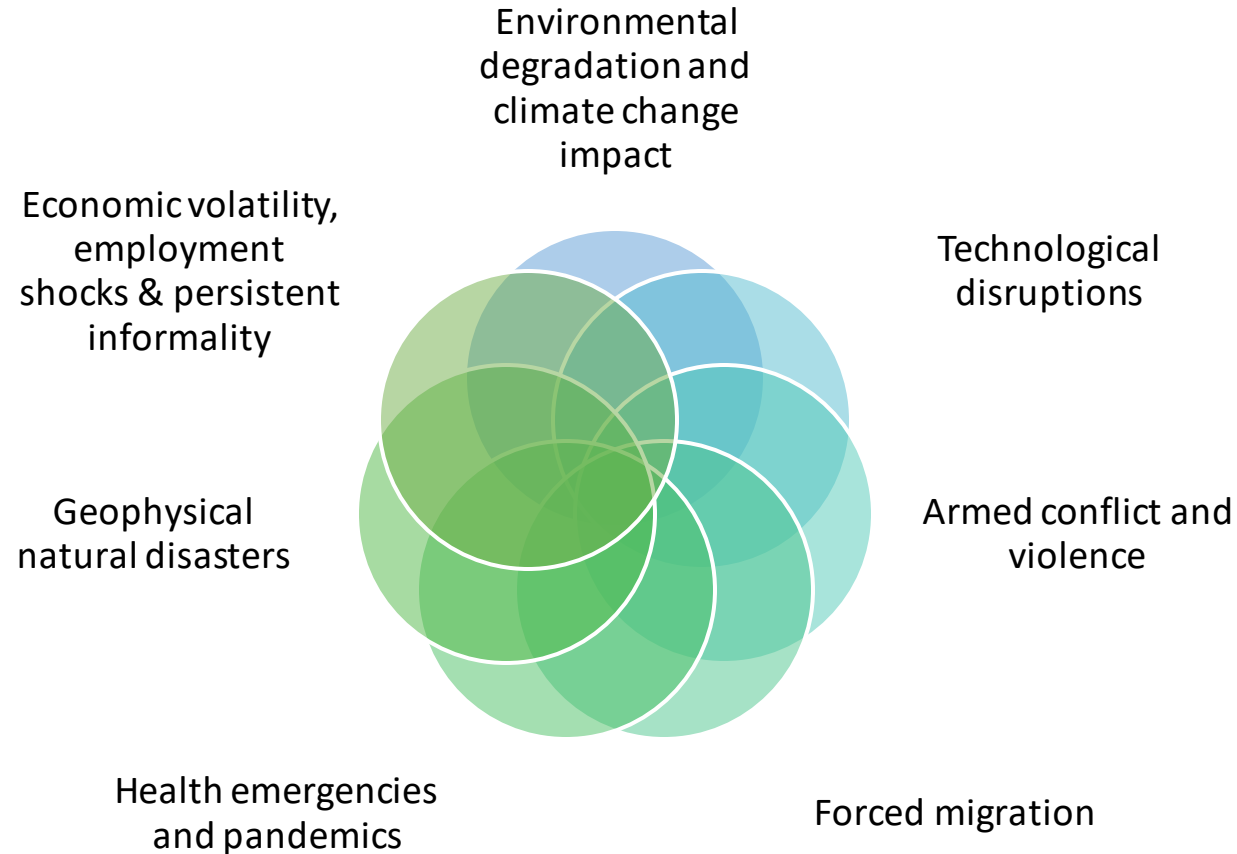 Environmental
degradation and
climate change
impact
Technological
disruptions
Armed conflict and
violence
Forced migration
Health emergencies
and pandemics
Geophysical
natural disasters
Economic volatility,
employment
shocks & persistent
informality